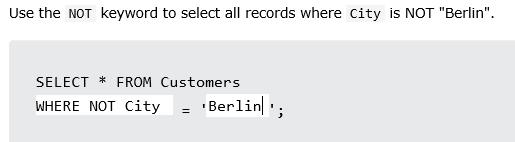 Use the NOT keyword to select all records where City is NOT "Berlin".
SELECT * FROM Customers
WHERE NOT City = 'Berlin';